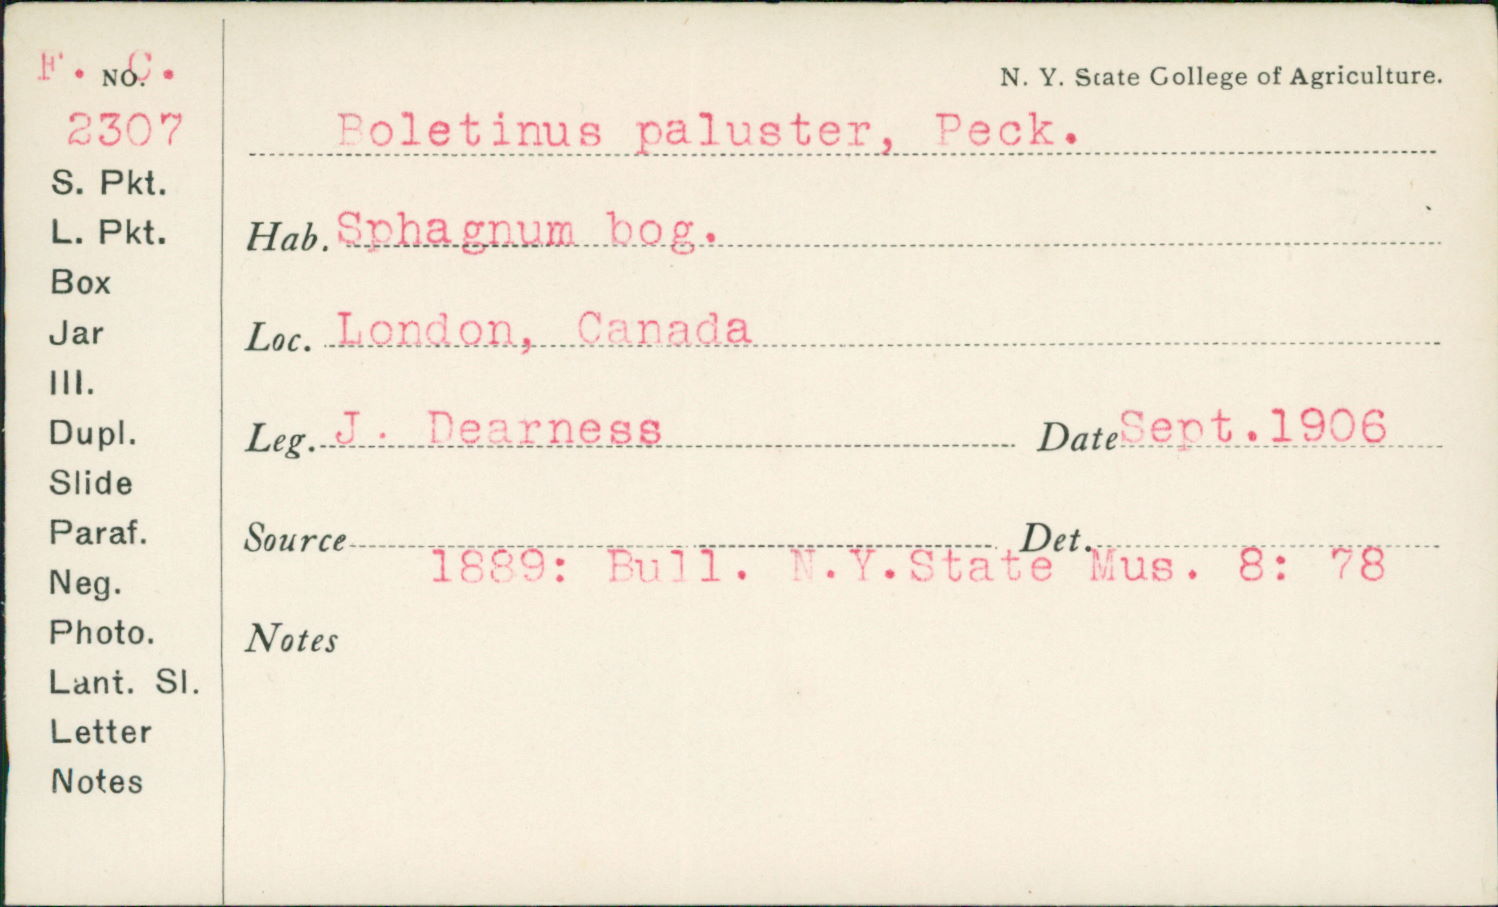 F. C.
NO.
2307
S. Pkt.
L. Pkt.
Box
Jar
Ill.
Dupl.
Slide
Paraf.
Neg.
Photo.
Lant. Sl.
Letter
Notes
N. Y. State College of Agriculture.
Boletinus paluster, Peck.
Hab. Sphagnum bog.
Loc. London, Canada
Leg. J. Dearness Date Sept.1906
Source Det.
1889: Bull. N.Y.State Mus. 8: 78
Notes